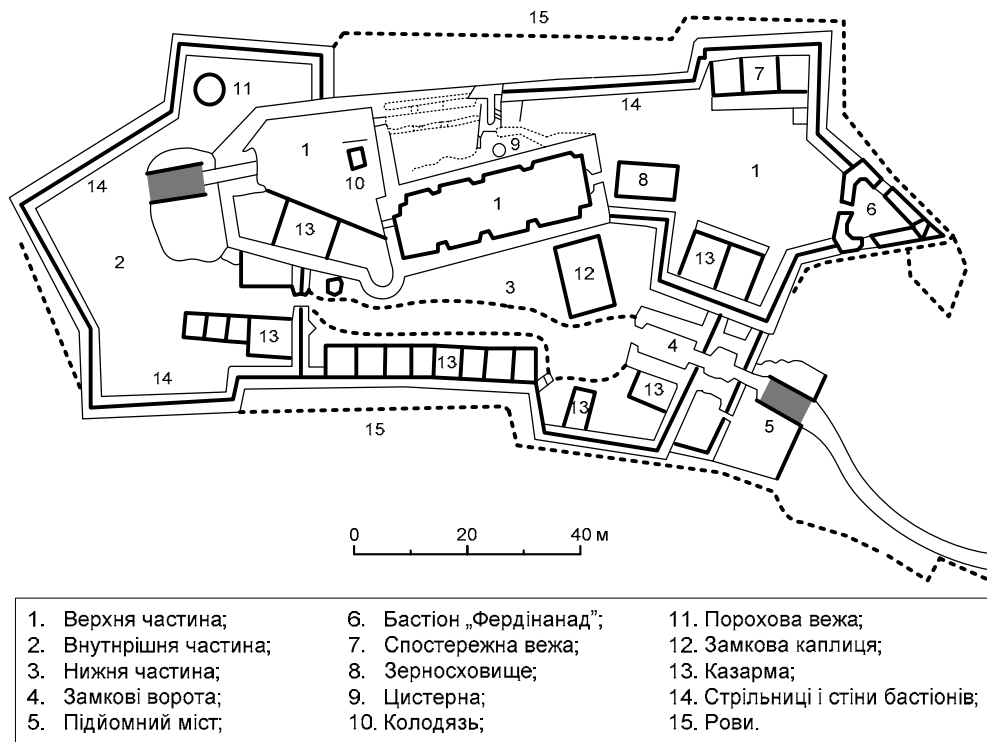 15
11
7
14
1
9
10
8
1
14
1
6
13
13
12
2
3
13
4
13
13
14
13
5
15
0 20 40 м
1. Верхня частина;
2. Внутнрішня частина;
3. Нижня частина;
4. Замкові ворота;
5. Підйомний міст;
6. Бастіон „Фердінанад”;
7. Спостережна вежа;
8. Зерносховище;
9. Цистерна;
10. Колодязь;
11. Порохова вежа;
12. Замкова каплиця;
13. Казарма;
14. Стрільниці і стіни бастіонів;
15. Рови.